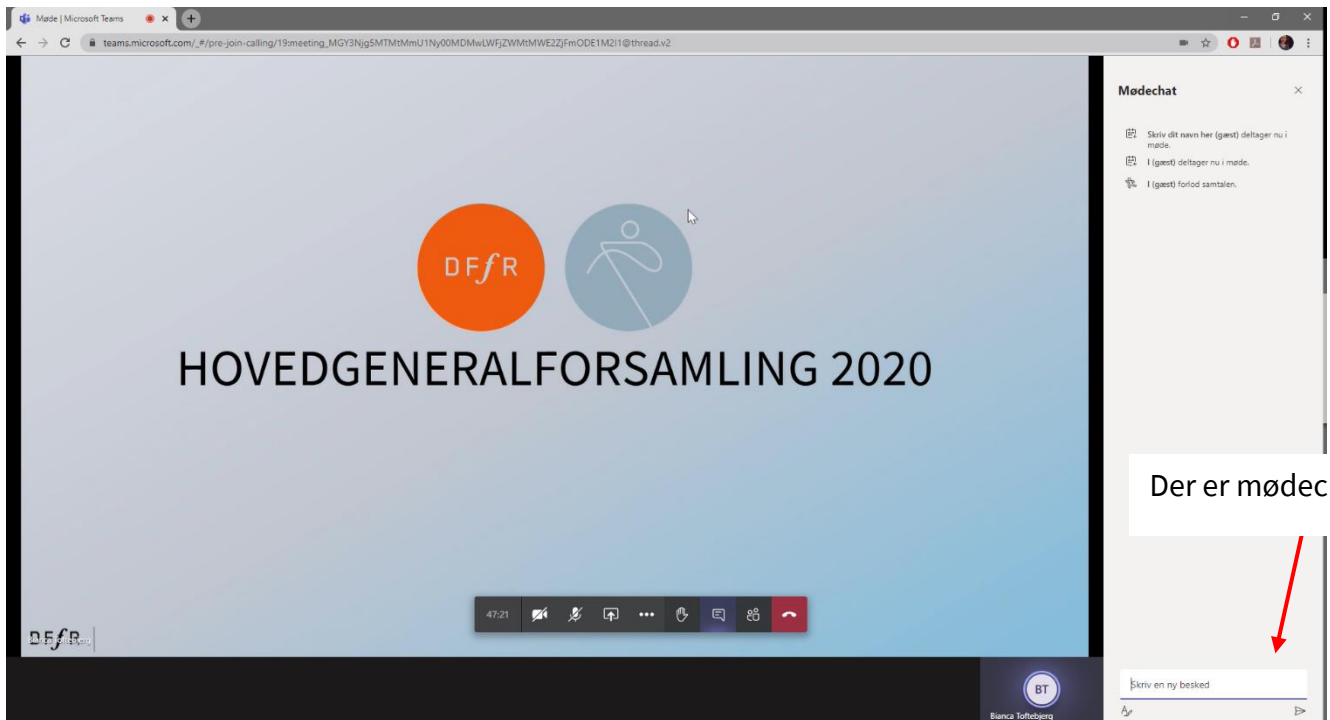 Møde | Microsoft Teams
teams.microsoft.com/_#/pre-join-calling/19:meeting_MGY3Njg5MTMtMmU1Ny00MDMwLWFjZWMtMWE2ZjFmODE1M2I1@thread.v2
Mødechat
Skriv dit navn her (gæst) deltager nu i
møde.
I (gæst) deltager nu i møde.
I (gæst) forlod samtalen.
DFfR
HOVEDGENERALFORSAMLING 2020
Der er mødec
47:21
DFfR
Bianca Toftebjerg
BT
Bianca Toftebjerg
Skriv en ny besked